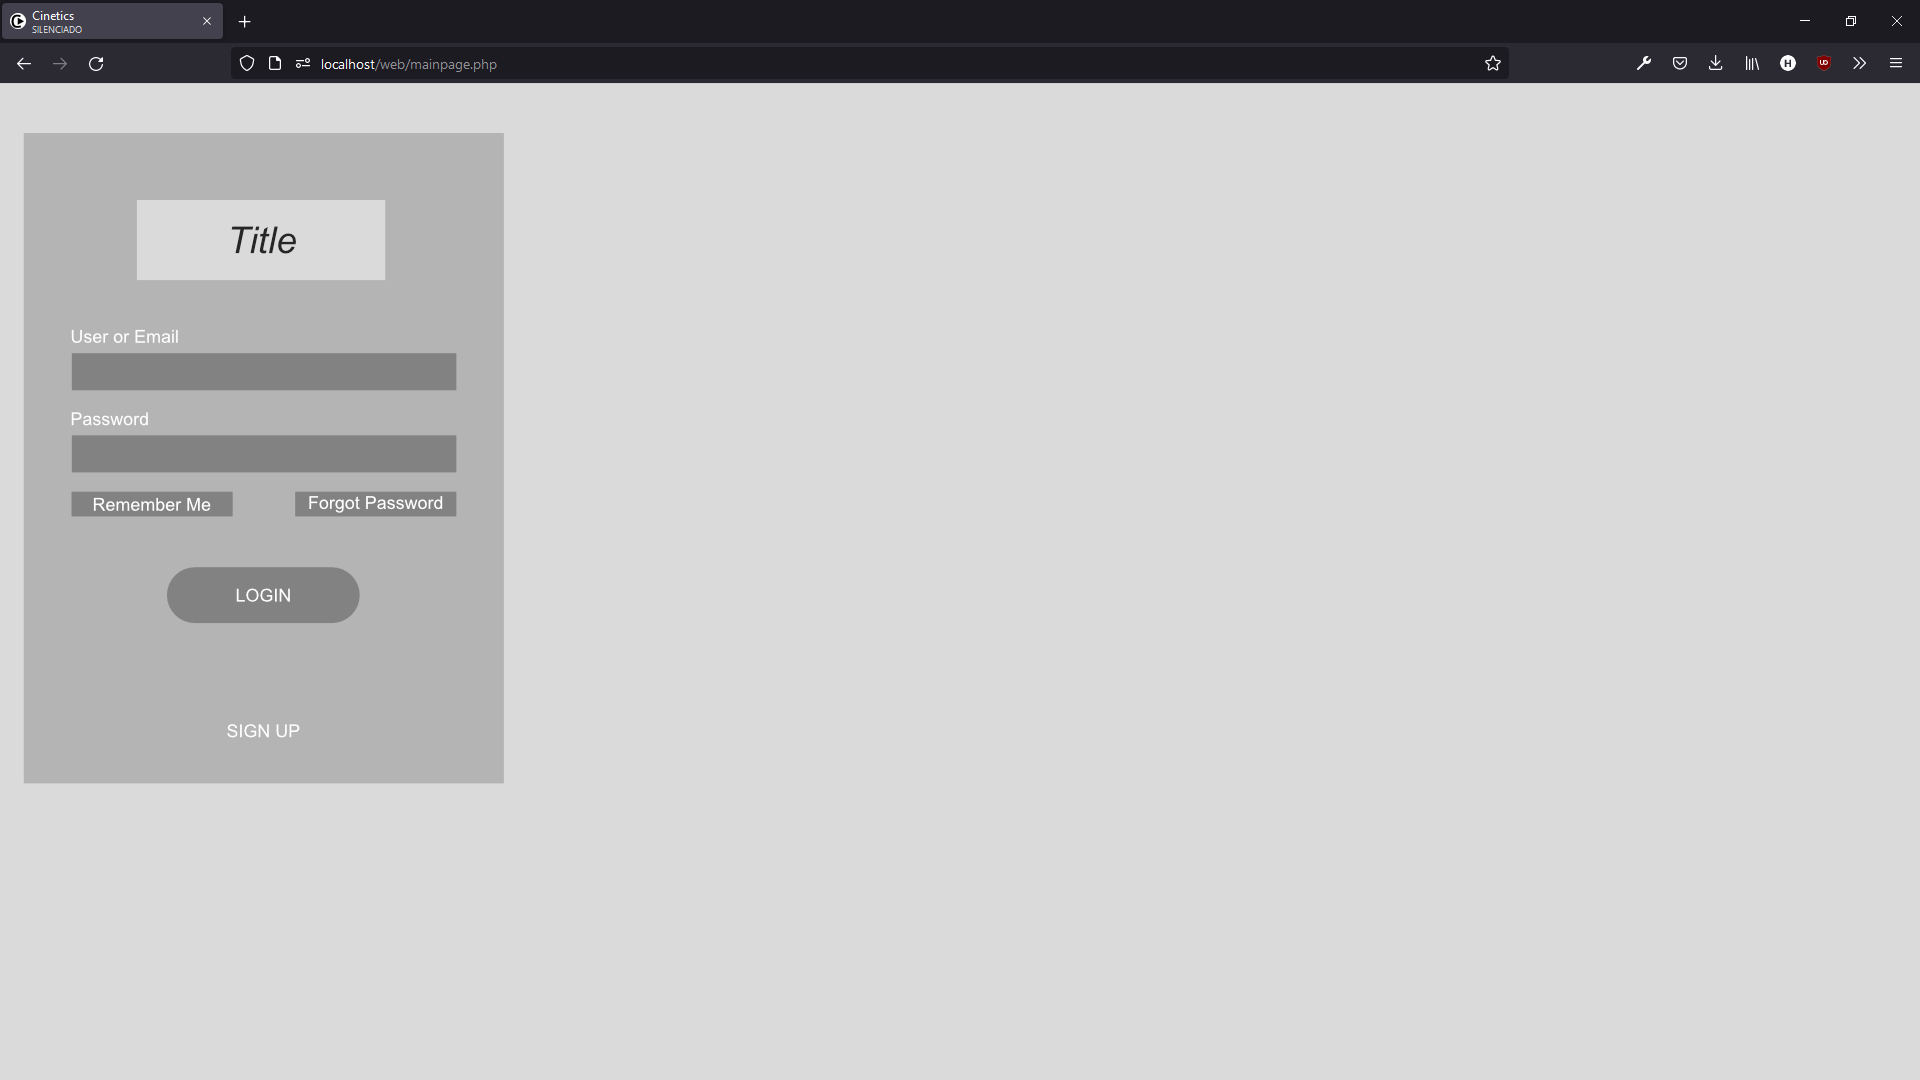 Cinetics
SILENCIADO
localhost/web/mainpage.php
Title
User or Email
Password
Remember Me
Forgot Password
LOGIN
SIGN UP